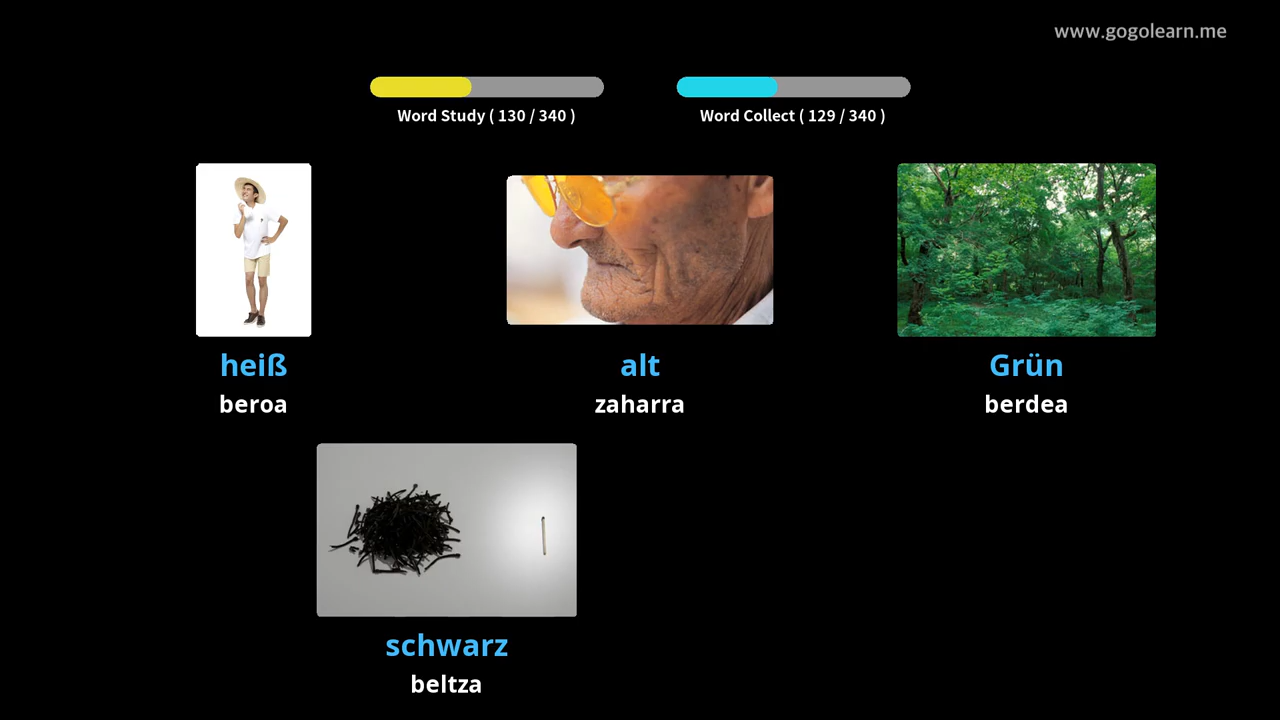 www.gogolearn.me
Word Study ( 130 / 340 )
Word Collect ( 129 / 340 )
heiß
beroa
alt
zaharra
Grün
berdea
schwarz
beltza